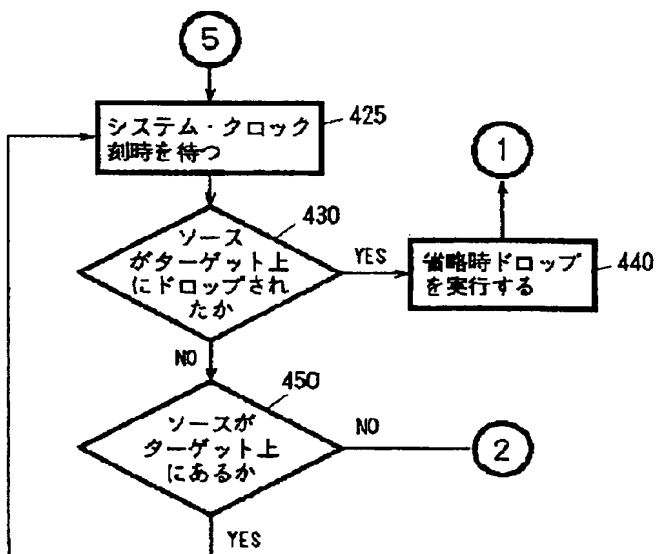 5
システム・クロック
刻時を待つ
425
1
430
ソース
がターゲット上
にドロップされ
たか
YES
省略時ドロップ
を実行する
440
NO
450
ソースが
ターゲット上
にあるか
NO
2
YES